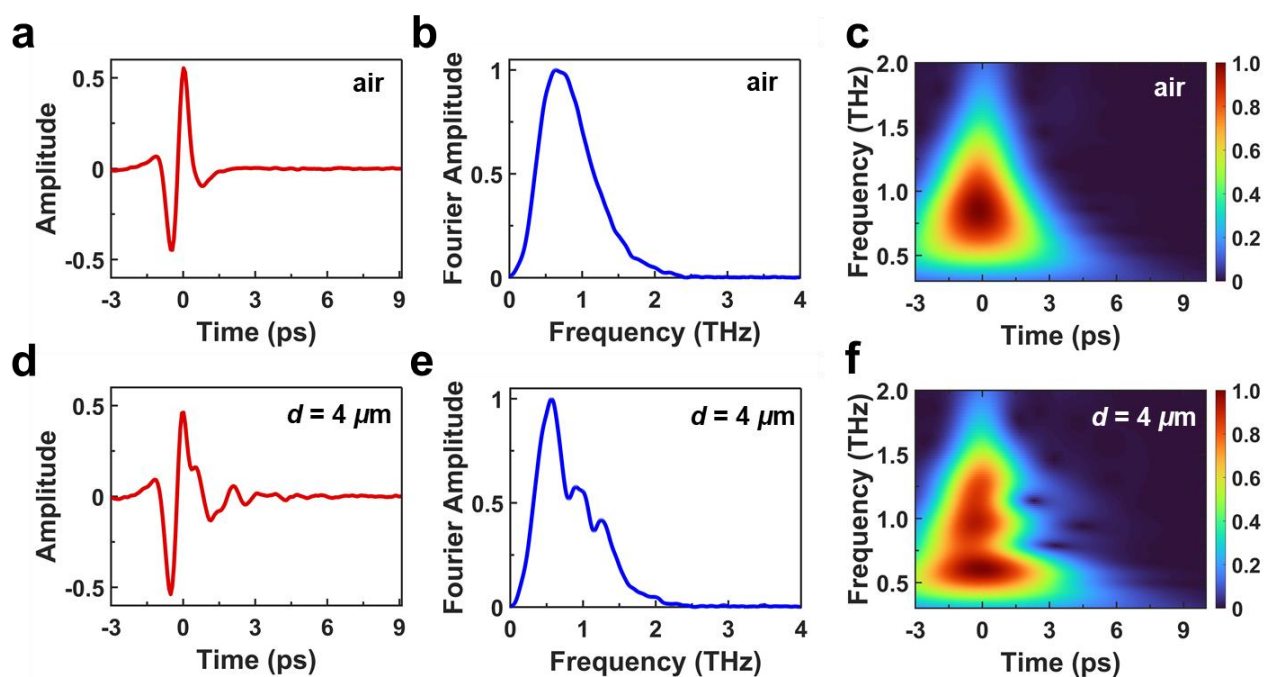 a
air
0.5
0
-0.5
Amplitude
-3 0 3 6 9
Time (ps)
b
air
1
0.5
0
Fourier Amplitude
0 1 2 3 4
Frequency (THz)
c
air
2.0
1.5
1.0
0.5
Frequency (THz)
-3 0 3 6 9
Time (ps)
1.0
0.8
0.6
0.4
0.2
0
d
d = 4 µm
0.5
0
-0.5
Amplitude
-3 0 3 6 9
Time (ps)
e
d = 4 µm
1
0.5
0
Fourier Amplitude
0 1 2 3 4
Frequency (THz)
f
d = 4 µm
2.0
1.5
1.0
0.5
Frequency (THz)
-3 0 3 6 9
Time (ps)
1.0
0.8
0.6
0.4
0.2
0